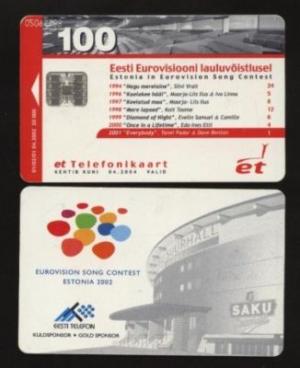 100
Eesti Eurovisiooni lauluvõistlusel
Estonia in Eurovision Song Contest
1994 "Nagu merelaine", Silvi Vrait 24
1996 "Kaelakee hääl", Maarja-Liis Ilus & Ivo Linna 5
1997 "Keelatud maa", Maarja-Liis Ilus 8
1998 "Mere lapsed", Koit Toome 12
1999 "Diamond of Night", Evelin Samuel & Camille 6
2000 "Once in a Lifetime", Eda-Ines Etti 4
2001 "Everybody", Tanel Padar & Dave Benton 1
et Telefonikaart
KEHTIB KUNI 04.2004 VALID
et
EUROVISION SONG CONTEST
ESTONIA 2002
EESTI TELEFON
KULDSPONSOR • GOLD SPONSOR
SAKU